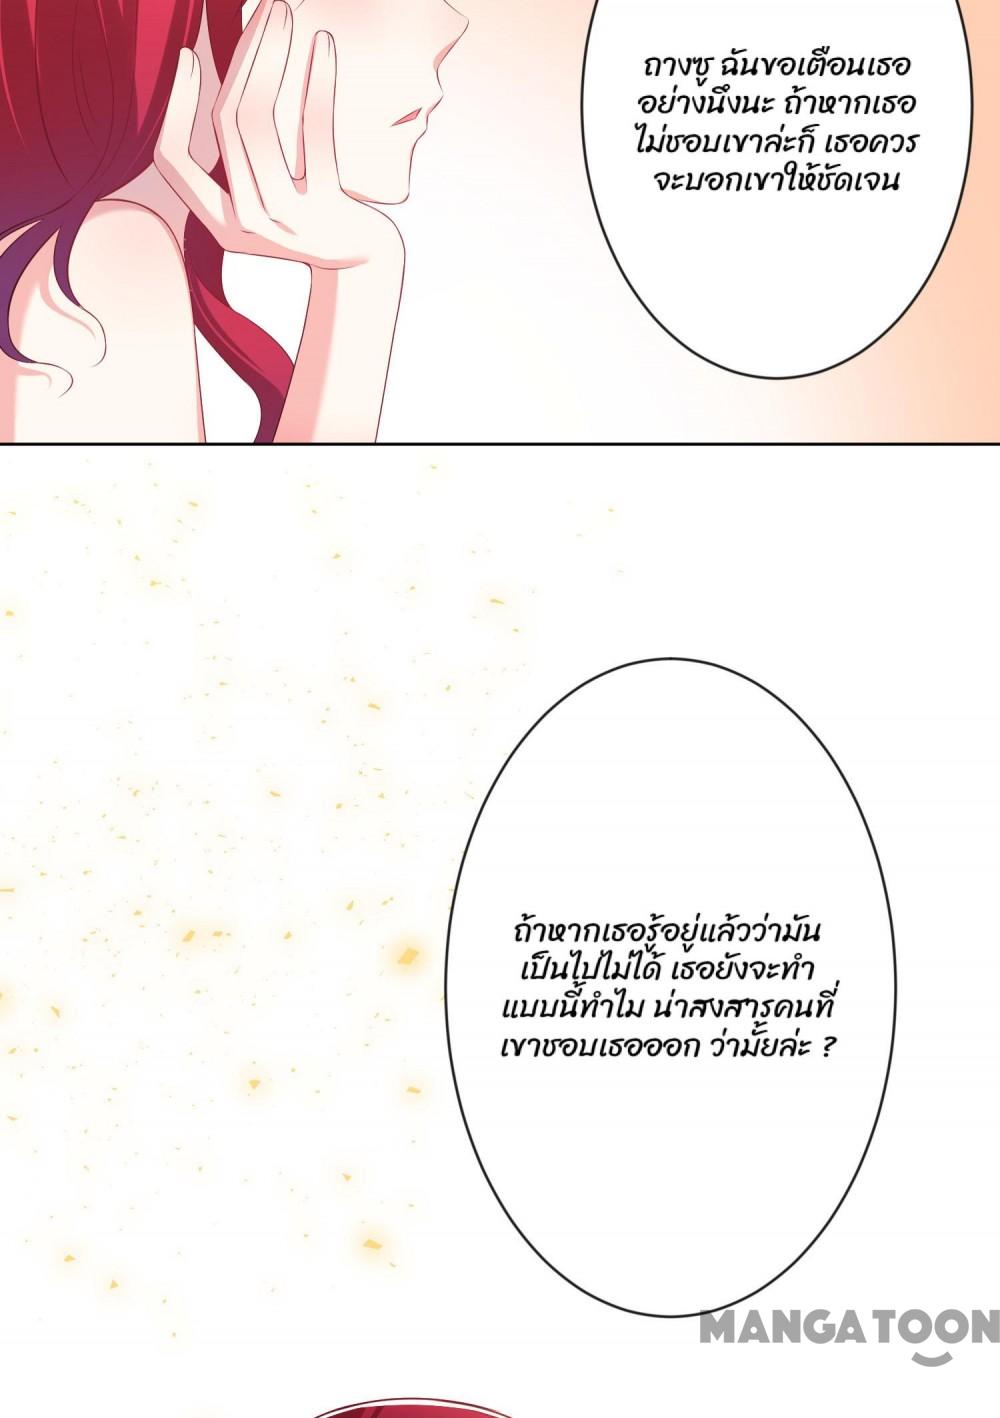 ถางซู ฉันขอเตือนเธอ
อย่างนึงนะ ถ้าหากเธอ
ไม่ชอบเขาล่ะก็ เธอควร
จะบอกเขาให้ชัดเจน
ถ้าหากเธอรู้อยู่แล้วว่ามัน
เป็นไปไม่ได้ เธอยังจะทำ
แบบนี้ทำไม น่าสงสารคนที่
เขาชอบเธอออก ว่ามั้ยล่ะ ?
MANGATOON